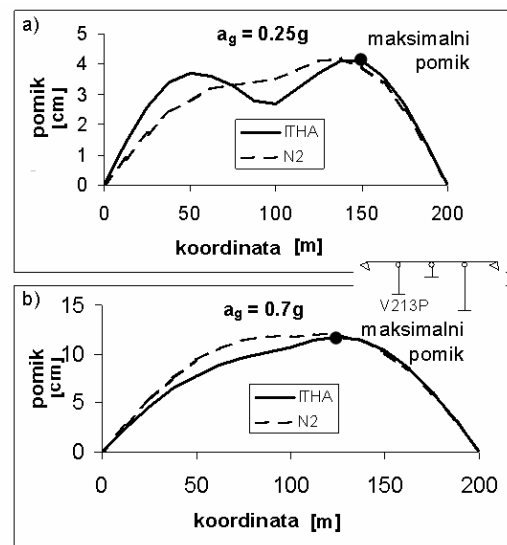 a)
a_g = 0.25g
maksimalni
pomik
pomik
[cm]
5
4
3
2
1
0
ITHA
N2
0
50
100
150
200
koordinata [m]
V213P
b)
a_g = 0.7g
maksimalni
pomik
pomik
[cm]
15
10
5
0
ITHA
N2
0
50
100
150
200
koordinata [m]